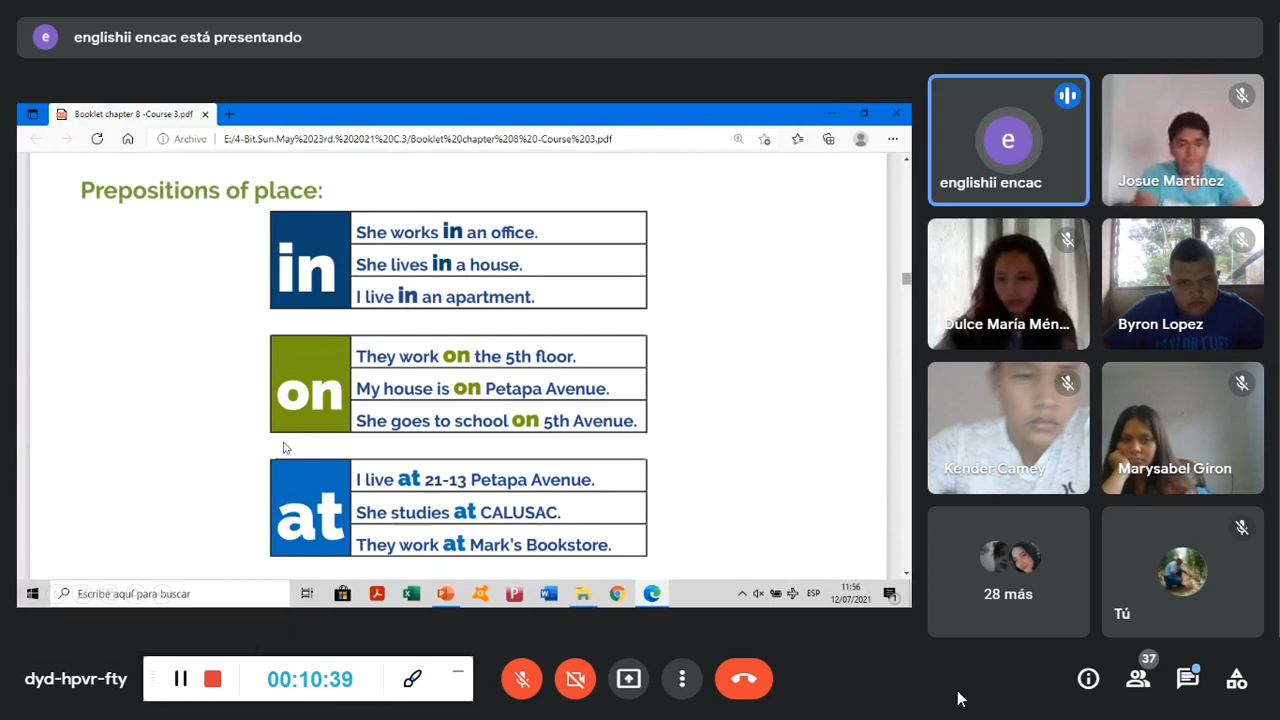 e englishii encac está presentando
Booklet chapter 8 -Course 3.pdf
Archivo E:/4-Bit.Sun.May%2023rd.%202021%20C.3/Booklet%20chapter%208%20-Course%203.pdf
Prepositions of place:
in
She works in an office.
She lives in a house.
I live in an apartment.
on
They work on the 5th floor.
My house is on Petapa Avenue.
She goes to school on 5th Avenue.
at
I live at 21-13 Petapa Avenue.
She studies at CALUSAC.
They work at Mark's Bookstore.
Escribe aquí para buscar
ESP
11:56
12/07/2021
1
e
englishii encac
Josue Martinez
Dulce María Mén...
Byron Lopez
Kender Camey
Marysabel Giron
28 más
Tú
dyd-hpvr-fty
00:10:39
37